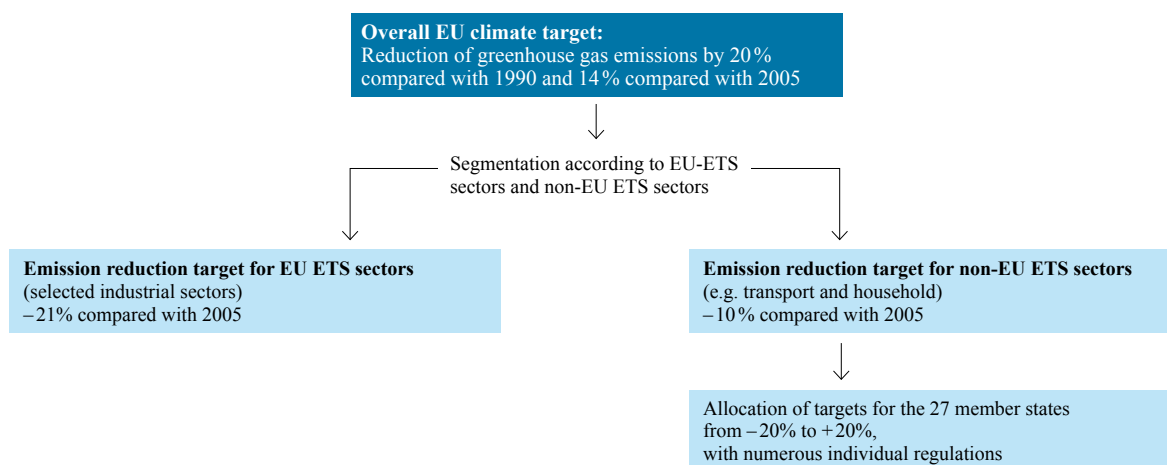 Overall EU climate target:
Reduction of greenhouse gas emissions by 20%
compared with 1990 and 14% compared with 2005
Segmentation according to EU-ETS
sectors and non-EU ETS sectors
Emission reduction target for EU ETS sectors
(selected industrial sectors)
–21% compared with 2005
Emission reduction target for non-EU ETS sectors
(e.g. transport and household)
–10% compared with 2005
Allocation of targets for the 27 member states
from –20% to +20%,
with numerous individual regulations